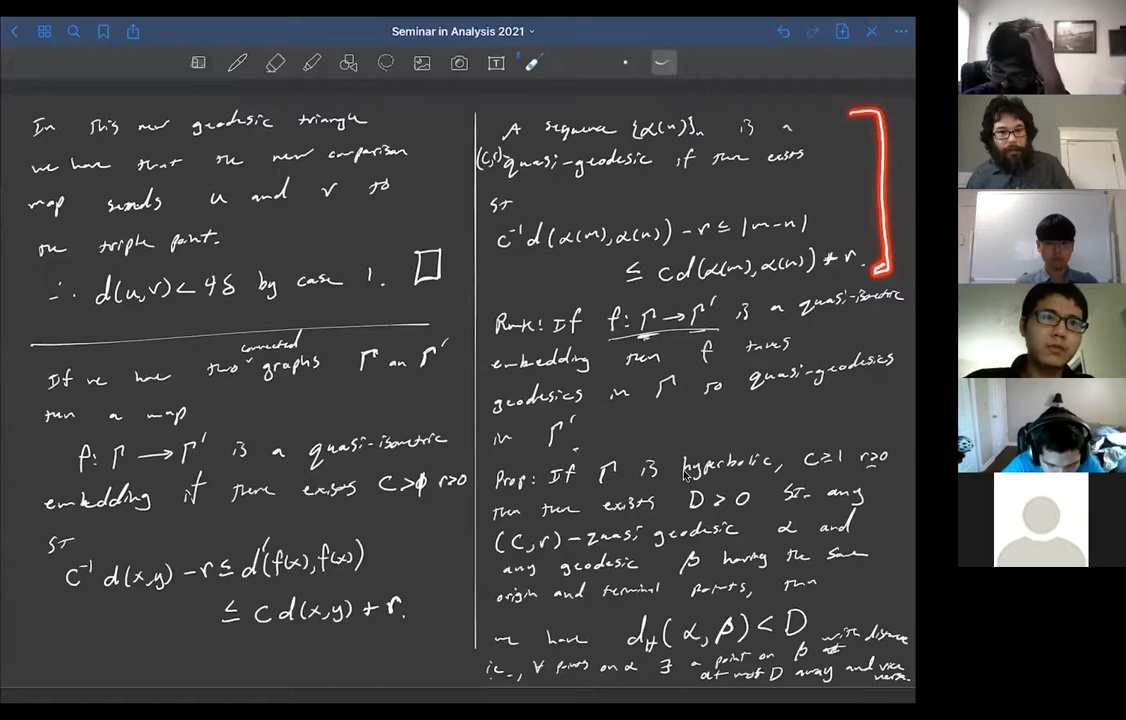 Seminar in Analysis 2021
In this new geodesic triangle
we have that the new comparison
map sends u and v to
the triple point.
∴ d(u,v) < 4δ by case 1. □
If we have two connected graphs Γ an Γ'
then a map
f: Γ → Γ' is a quasi-isometric
embedding if there exists C>0 r≥0
ST
C⁻¹ d(x,y) - r ≤ d'(f(x), f(x))
≤ C d(x,y) + r.
A sequence {α(n)}ₙ is a
(C,r) quasi-geodesic if there exists
ST
C⁻¹ d(α(m), α(n)) - r ≤ |m-n|
≤ C d(α(m), α(n)) + r.
Rmk: If f: Γ → Γ' is a quasi-isometric
embedding then f takes
geodesics in Γ to quasi-geodesics
in Γ'
Prop: If Γ is hyperbolic, C≥1 r≥0
then there exists D≥0 ST any
(C,r)-quasi geodesic α and
any geodesic β having the same
origin and terminal points, then
we have d_H(α, β) < D
i.e., ∀ points on α ∃ a point on β with distance
at most D away and vice
versa.